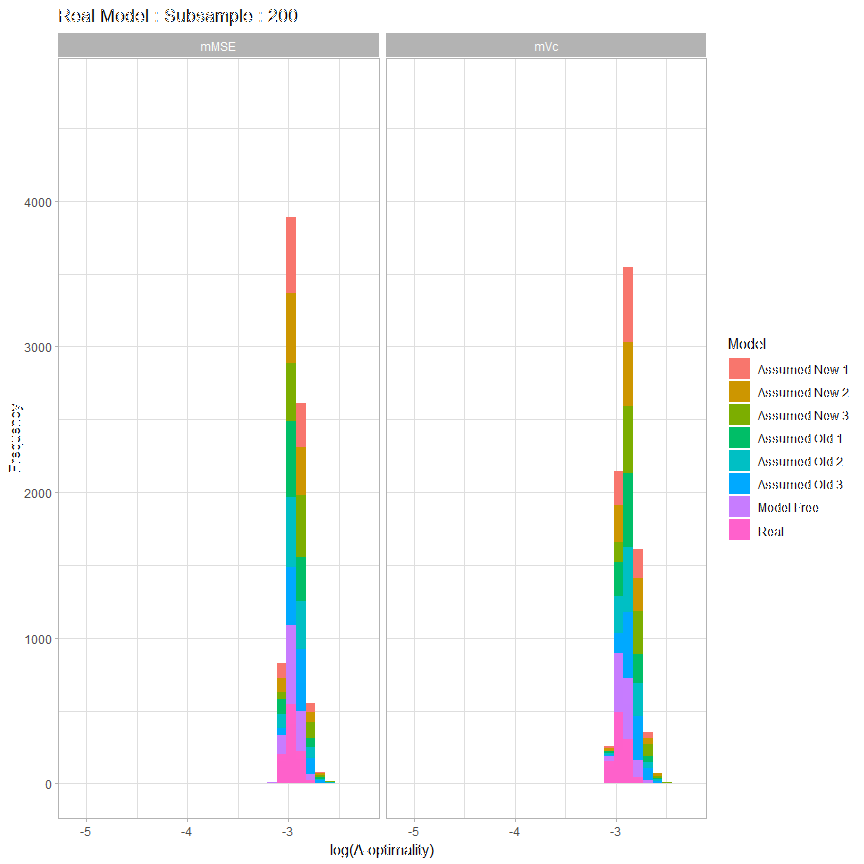 Real Model : Subsample : 200
mMSE
mVc
4000
3000
2000
1000
0
Frequency
-5
-4
-3
-5
-4
-3
log(A-optimality)
Model
Assumed New 1
Assumed New 2
Assumed New 3
Assumed Old 1
Assumed Old 2
Assumed Old 3
Model Free
Real